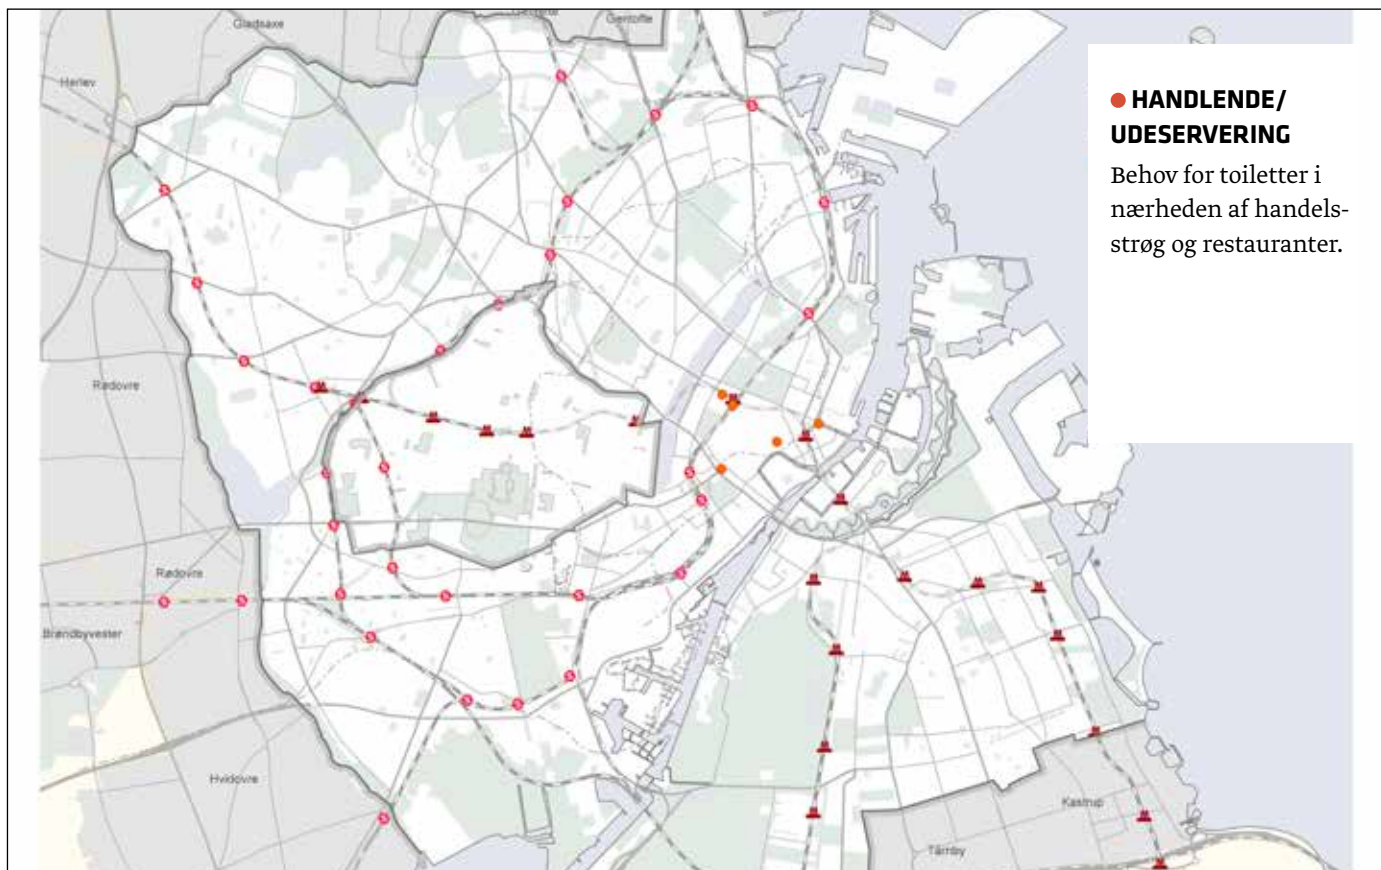 Gladsaxe
Gentofte
Herlev
● HANDLENDE/
UDESERVERING
Behov for toiletter i
nærheden af handels-
strøg og restauranter.
Rødovre
Rødovre
Brøndbyvester
Hvidovre
Kastrup
Tårnby